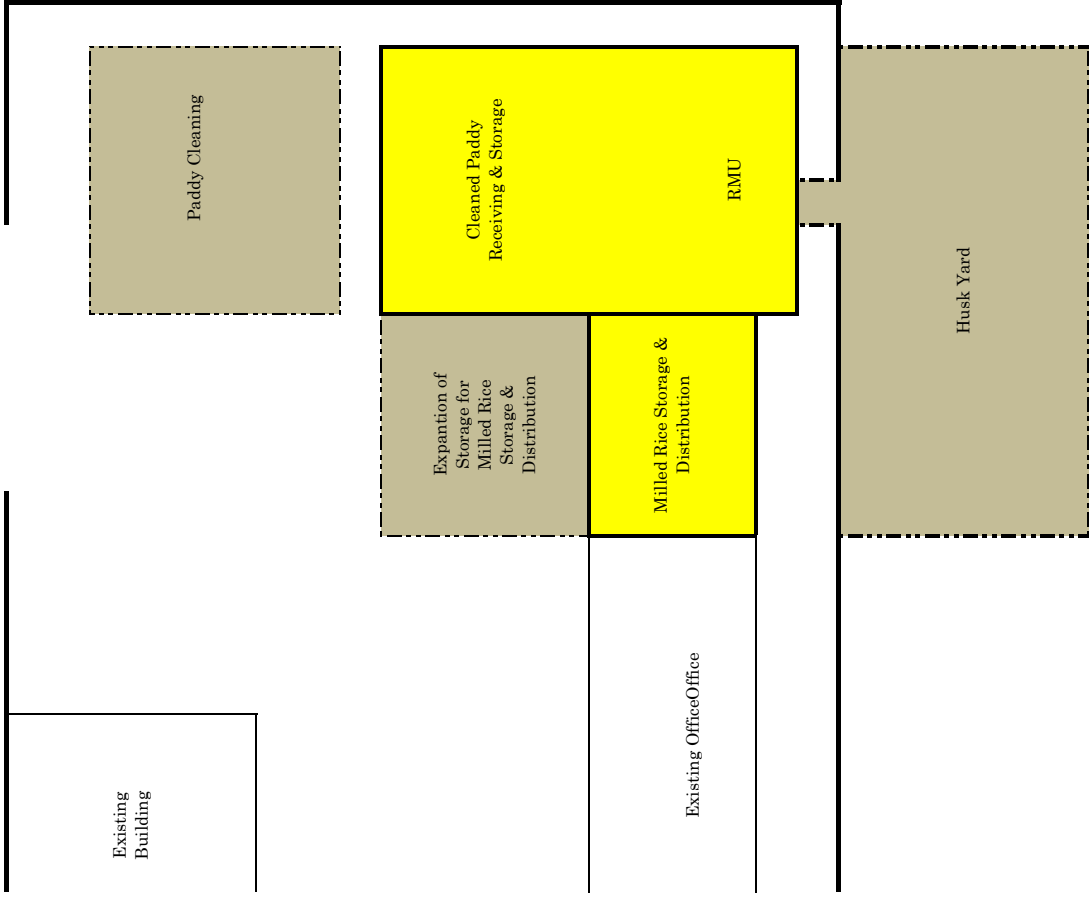 Paddy Cleaning
Cleaned Paddy
Receiving & Storage
RMU
Husk Yard
Expantion of
Storage for
Milled Rice
Storage &
Distribution
Milled Rice Storage &
Distribution
Existing OfficeOffice
Existing
Building